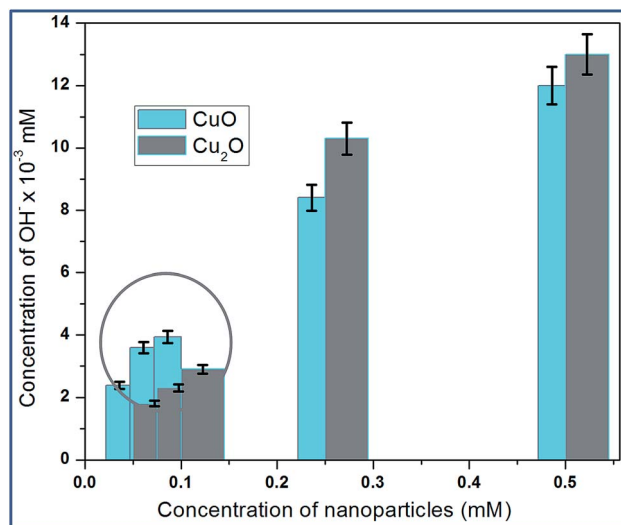 14
12
10
8
6
4
2
0
Concentration of OH⁻ x 10⁻³ mM
CuO
Cu₂O
0.0 0.1 0.2 0.3 0.4 0.5
Concentration of nanoparticles (mM)